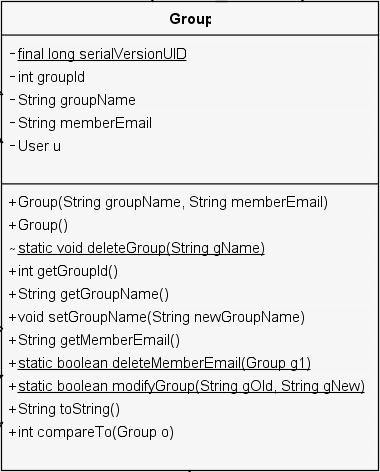 Group
-final long serialVersionUID
-int groupId
-String groupName
-String memberEmail
-User u
+Group(String groupName, String memberEmail)
+Group()
~static void deleteGroup(String gName)
+int getGroupId()
+String getGroupName()
+void setGroupName(String newGroupName)
+String getMemberEmail()
+static boolean deleteMemberEmail(Group g1)
+static boolean modifyGroup(String gOld, String gNew)
+String toString()
+int compareTo(Group o)